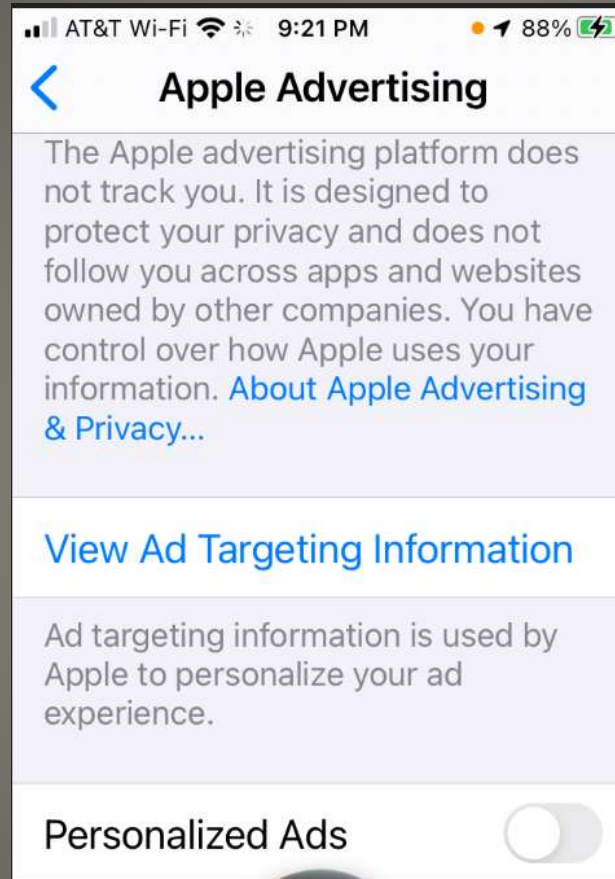 AT&T Wi-Fi 9:21 PM 88%
Apple Advertising
The Apple advertising platform does
not track you. It is designed to
protect your privacy and does not
follow you across apps and websites
owned by other companies. You have
control over how Apple uses your
information. About Apple Advertising
& Privacy...
View Ad Targeting Information
Ad targeting information is used by
Apple to personalize your ad
experience.
Personalized Ads